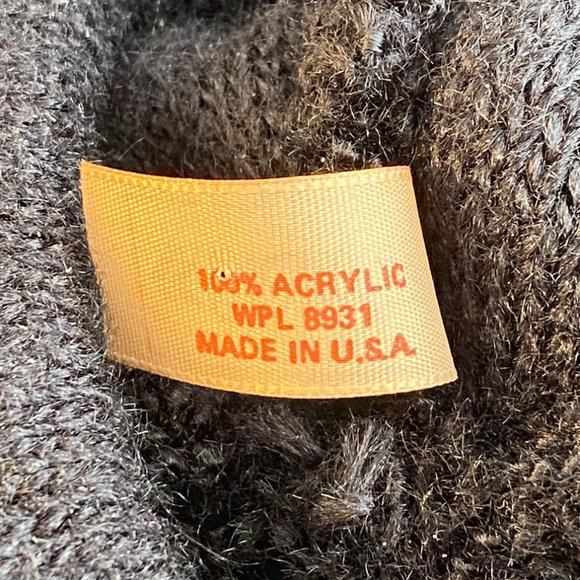 100% ACRYLIC
WPL 8931
MADE IN U.S.A.